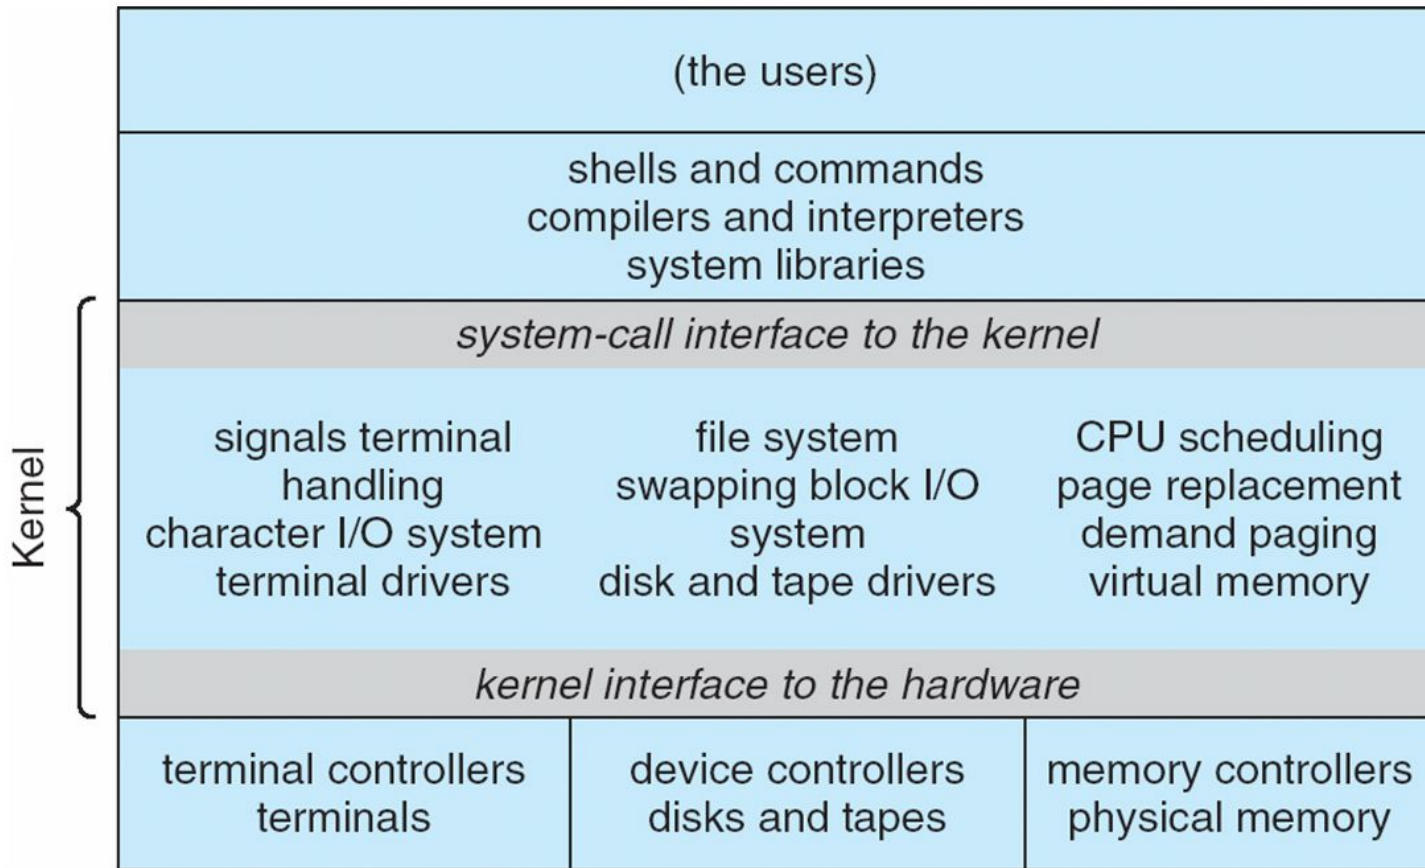 (the users)
shells and commands
compilers and interpreters
system libraries
Kernel
system-call interface to the kernel
signals terminal
handling
character I/O system
terminal drivers
file system
swapping block I/O
system
disk and tape drivers
CPU scheduling
page replacement
demand paging
virtual memory
kernel interface to the hardware
terminal controllers
terminals
device controllers
disks and tapes
memory controllers
physical memory